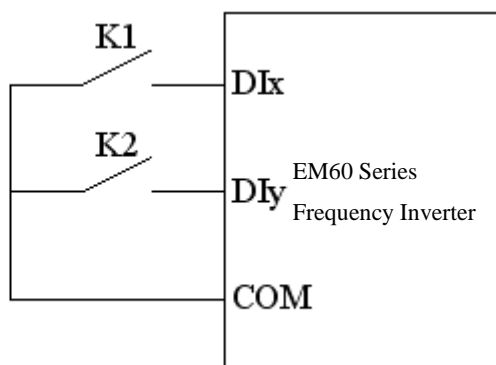 K1
DIx
K2
DIy
EM60 Series
Frequency Inverter
COM